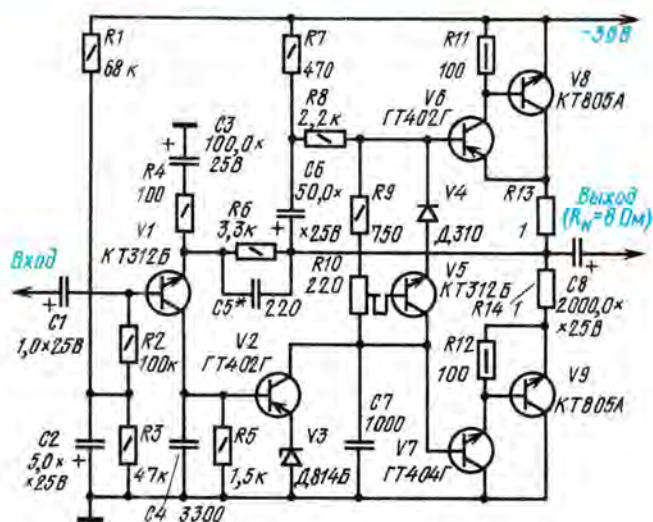 R1
68к
R7
470
R11
100
-30В
V8
КТ805А
V6
ГТ402Г
C3
100,0×
25В
R8
2,2к
R4
100
C6
50,0×
×25В
R9
750
V4
Д310
R13
1
Выход
(Rн=8 Ом)
V1
КТ312Б
R6
3,3к
Вход
C5*
220
R10
220
V5
КТ312Б
R14 1
C8
2000,0×
×25В
C1
1,0×25В
R2
100к
V2
ГТ402Г
R12
100
V9
КТ805А
C2
5,0×
×25В
R3
47к
C4 3300
R5
1,5к
V3
Д814Б
C7
1000
V7
ГТ404Г